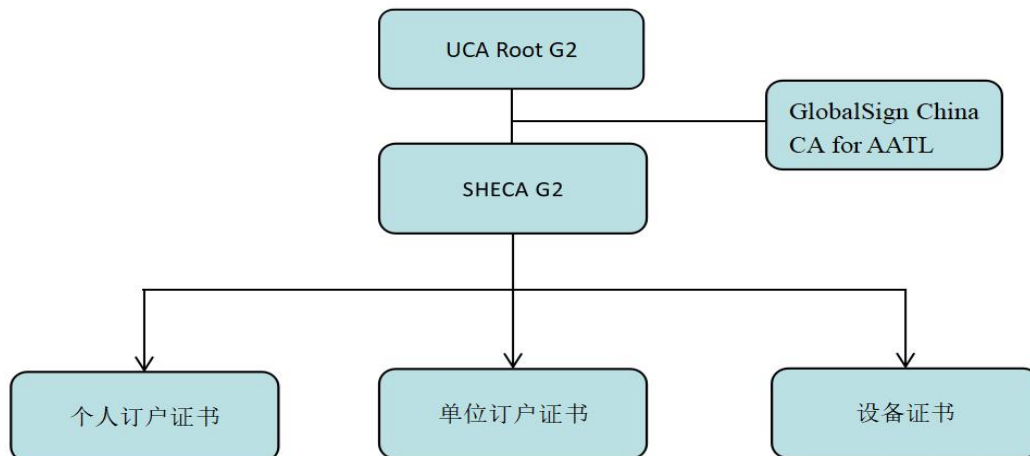 UCA Root G2
GlobalSign China
CA for AATL
SHECA G2
个人订户证书
单位订户证书
设备证书